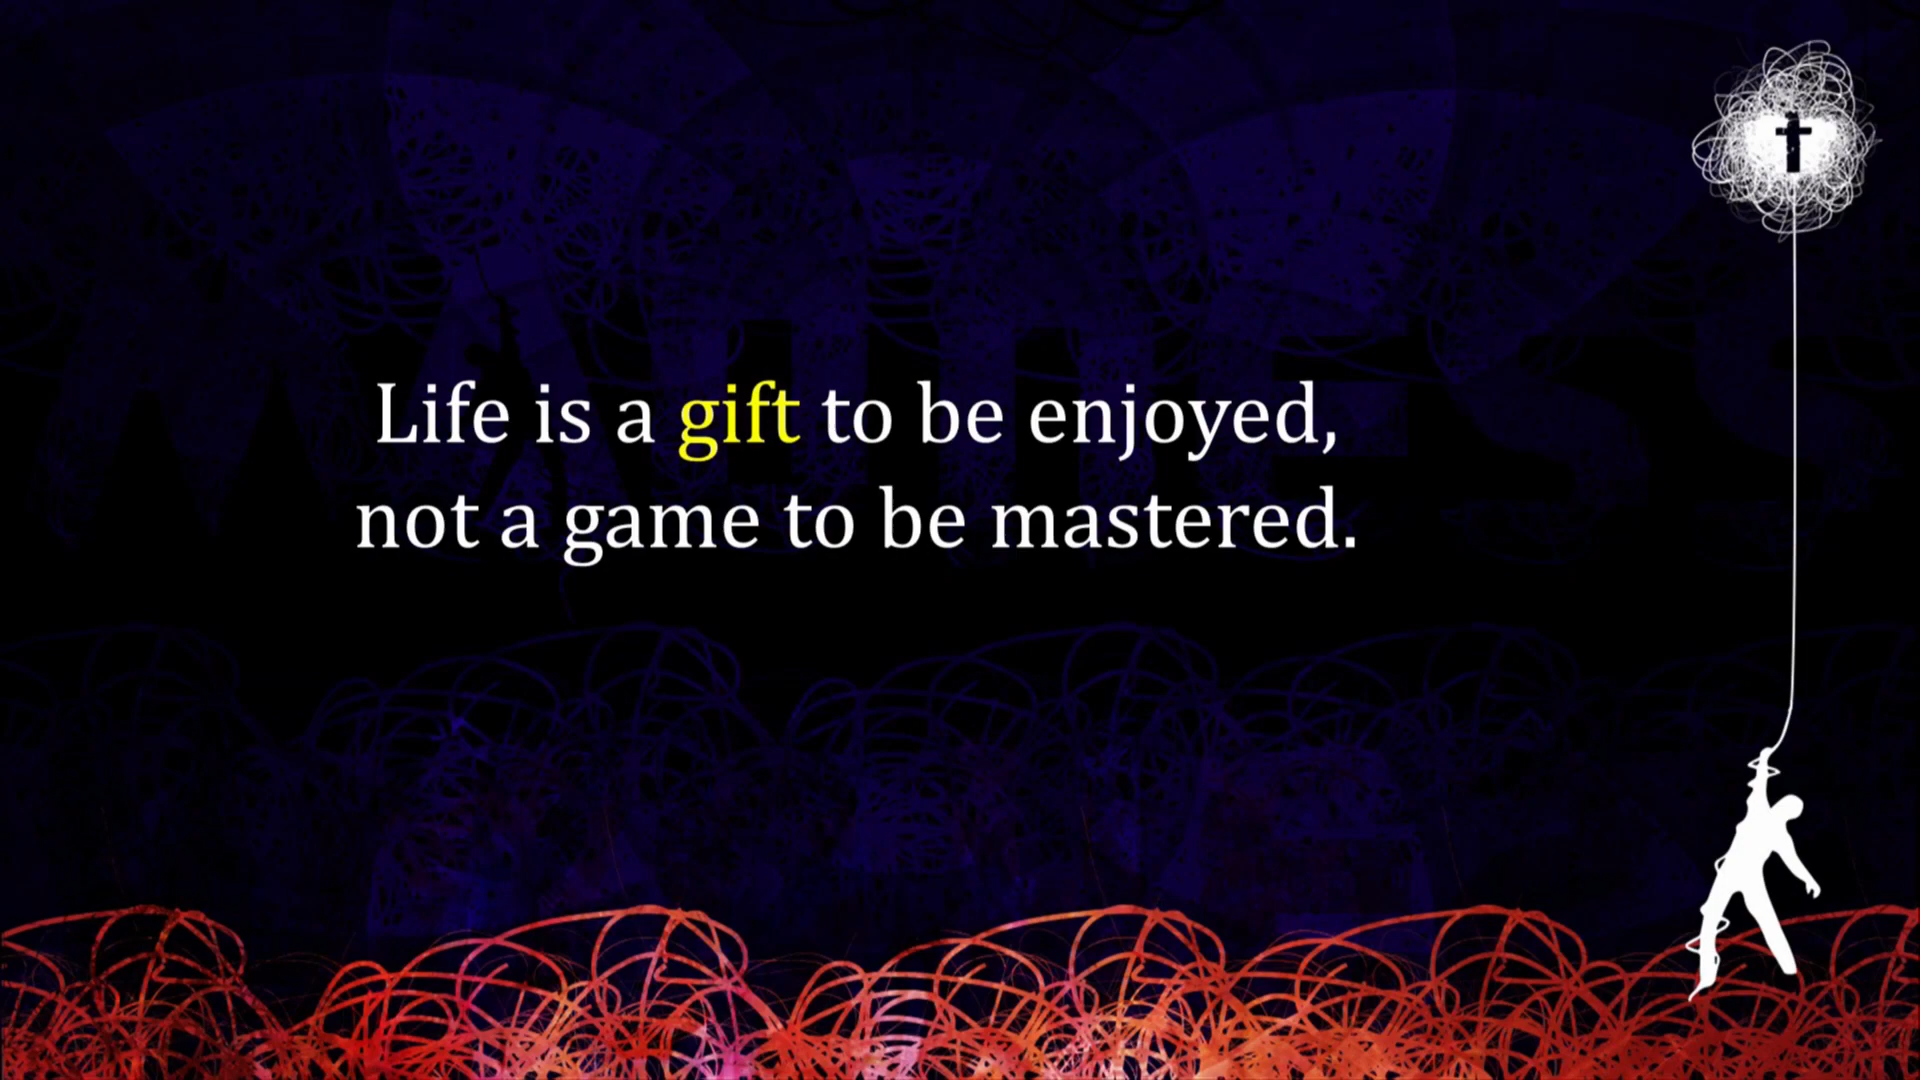 Life is a gift to be enjoyed,
not a game to be mastered.